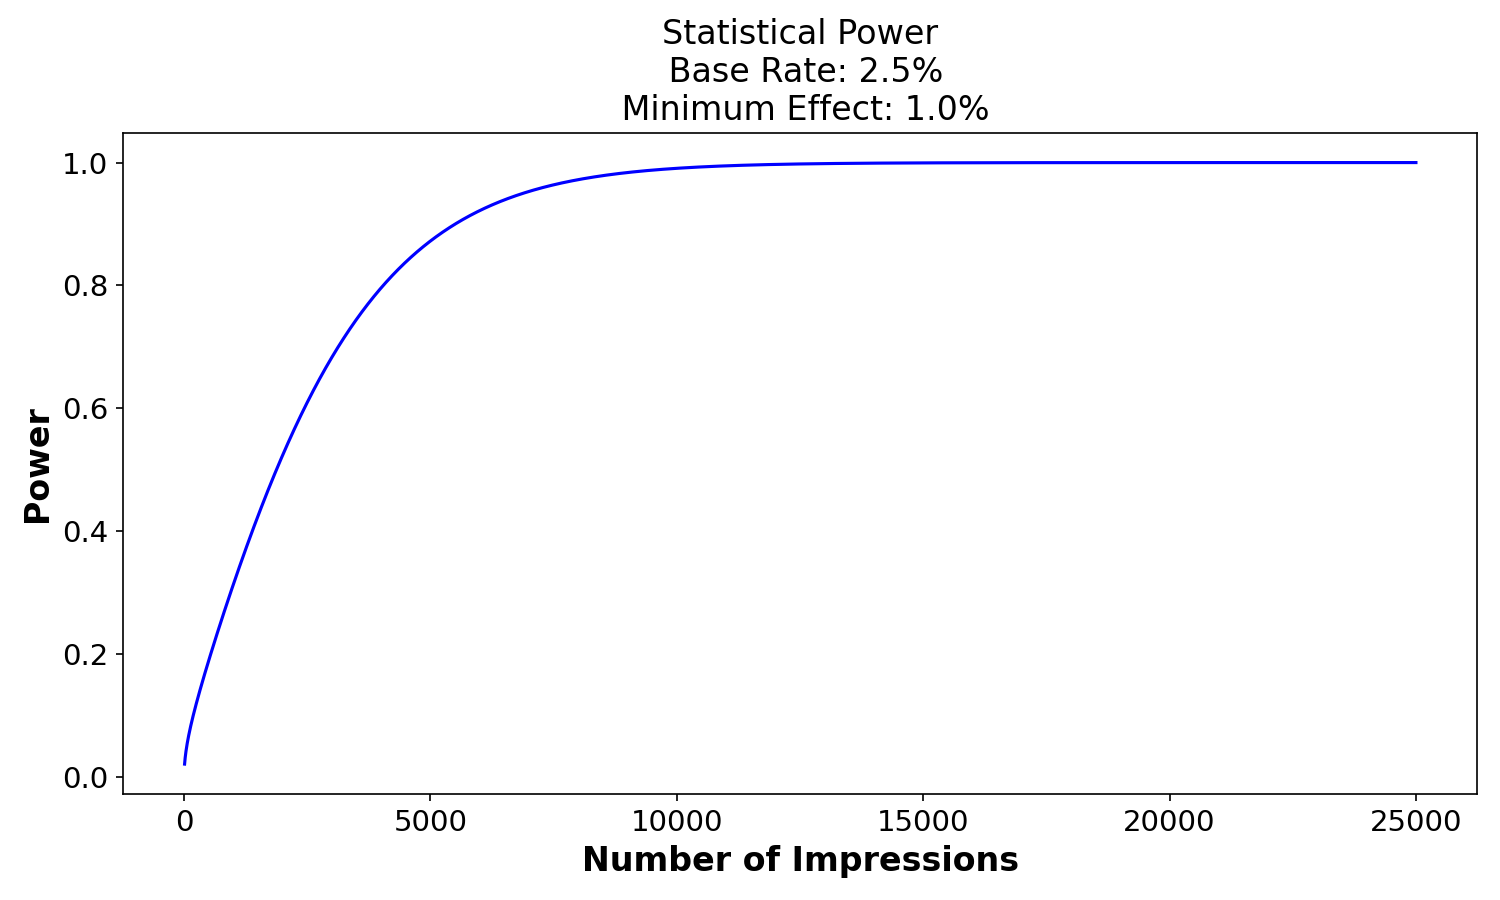 Statistical Power
Base Rate: 2.5%
Minimum Effect: 1.0%
1.0
0.8
0.6
0.4
0.2
0.0
Power
0 5000 10000 15000 20000 25000
Number of Impressions